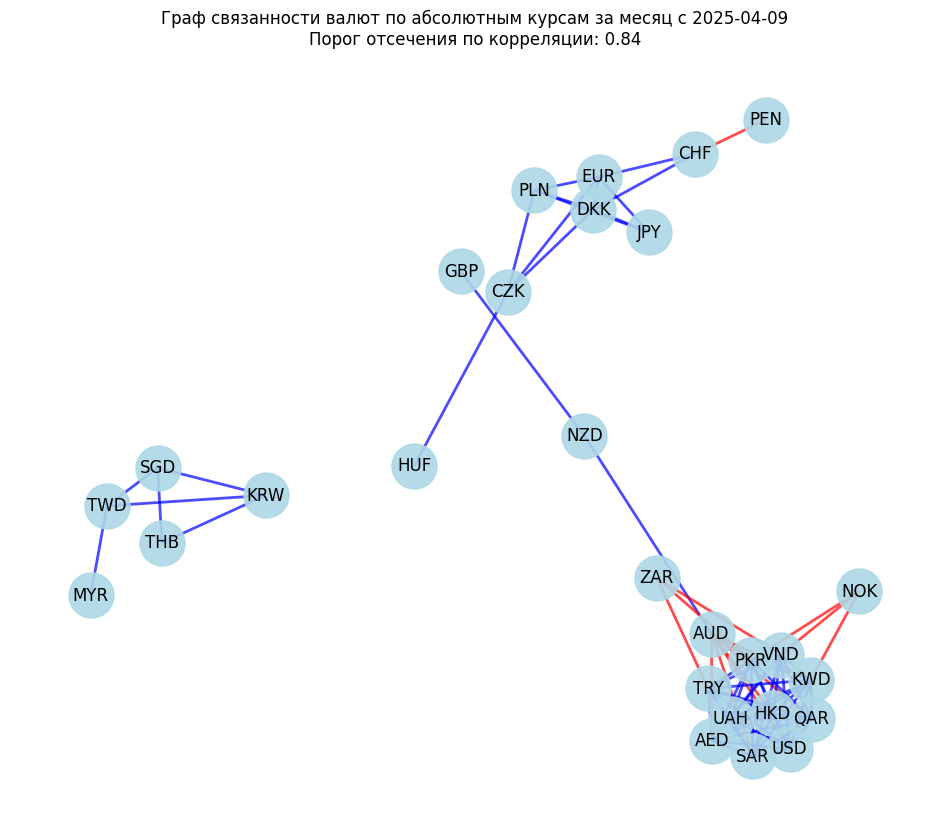 Граф связанности валют по абсолютным курсам за месяц с 2025-04-09
Порог отсечения по корреляции: 0.84
PEN
CHF
EUR
PLN
DKK
JPY
GBP
CZK
NZD
HUF
SGD
KRW
TWD
THB
MYR
ZAR
NOK
AUD
VND
PKR
KWD
TRY
HKD
UAH
QAR
AED
USD
SAR